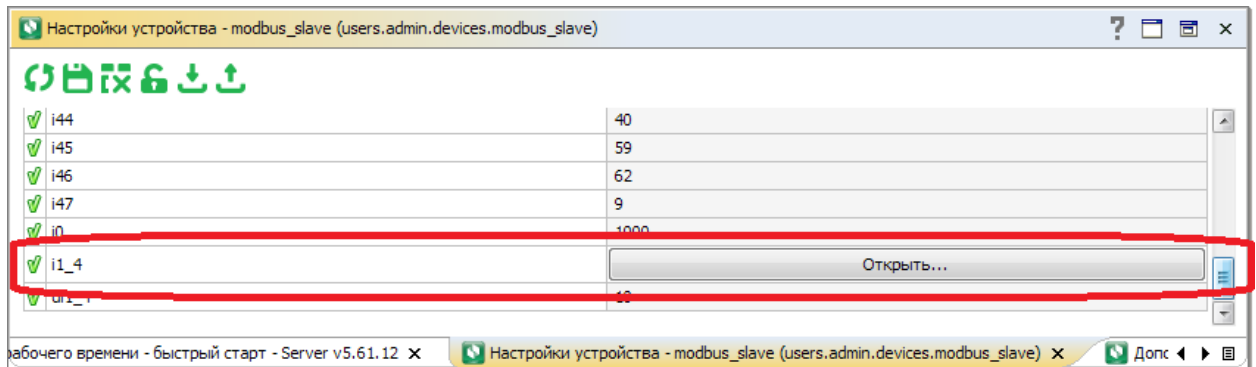 Настройки устройства - modbus_slave (users.admin.devices.modbus_slave)
i44 40
i45 59
i46 62
i47 9
i0 1000
i1_4 Открыть...
рабочего времени - быстрый старт - Server v5.61.12 Настройки устройства - modbus_slave (users.admin.devices.modbus_slave) Допс